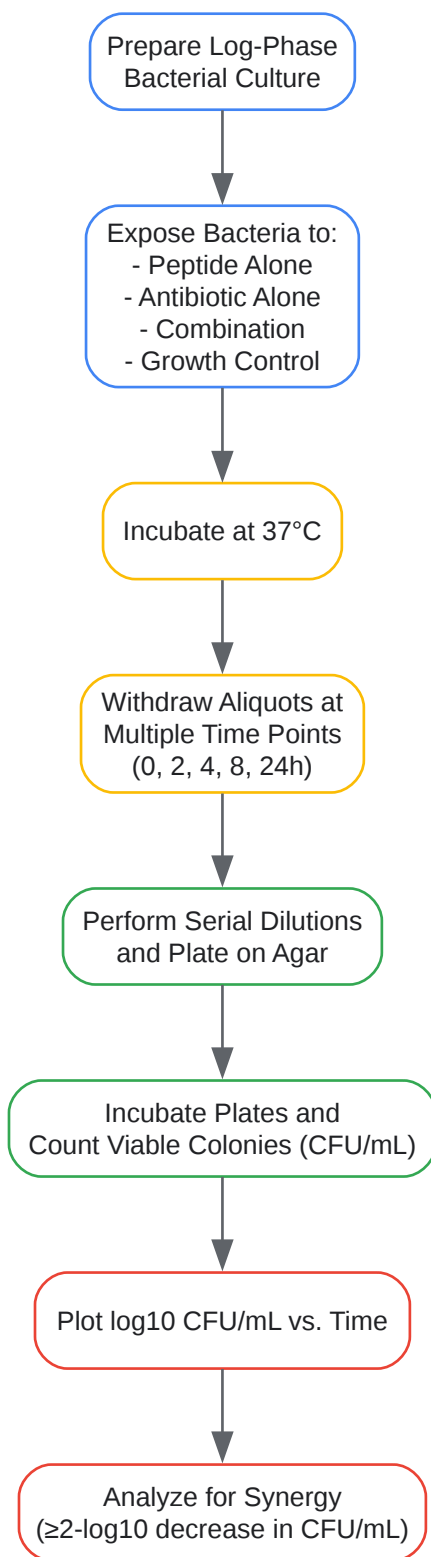 Prepare Log-Phase
Bacterial Culture
Expose Bacteria to:
- Peptide Alone
- Antibiotic Alone
- Combination
- Growth Control
Incubate at 37°C
Withdraw Aliquots at
Multiple Time Points
(0, 2, 4, 8, 24h)
Perform Serial Dilutions
and Plate on Agar
Incubate Plates and
Count Viable Colonies (CFU/mL)
Plot log10 CFU/mL vs. Time
Analyze for Synergy
(≥2-log10 decrease in CFU/mL)